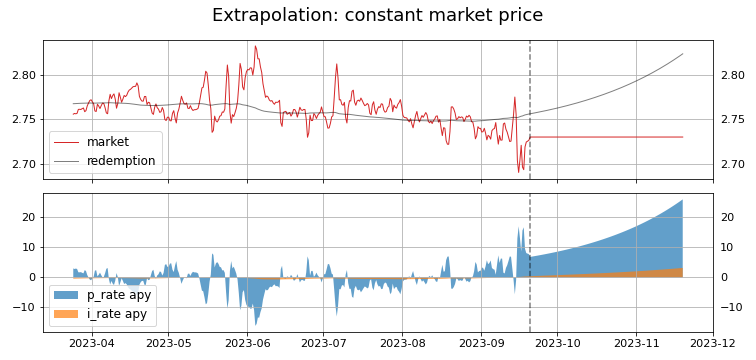 Extrapolation: constant market price
2.80
2.75
2.70
2.80
2.75
2.70
market
redemption
20
10
0
−10
20
10
0
−10
p_rate apy
i_rate apy
2023-04 2023-05 2023-06 2023-07 2023-08 2023-09 2023-10 2023-11 2023-12